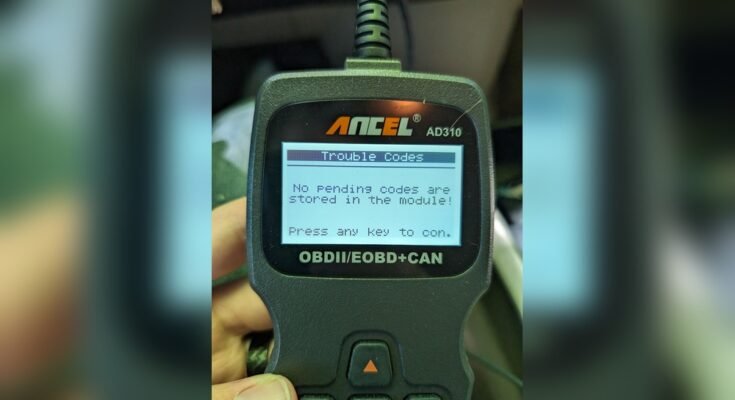 ANCEL®
AD310
Trouble Codes
No pending codes are
stored in the module!
Press any key to con.
OBDII/EOBD+CAN